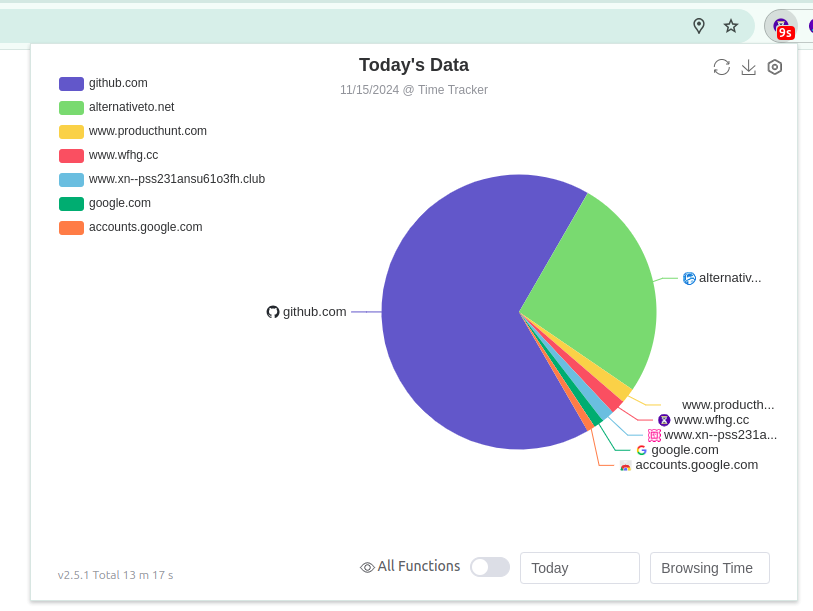 9s
Today's Data
11/15/2024 @ Time Tracker
github.com
alternativeto.net
www.producthunt.com
www.wfhg.cc
www.xn--pss231ansu61o3fh.club
google.com
accounts.google.com
github.com
alternativ...
www.producth...
www.wfhg.cc
www.xn--pss231a...
google.com
accounts.google.com
v2.5.1 Total 13 m 17 s
All Functions
Today
Browsing Time